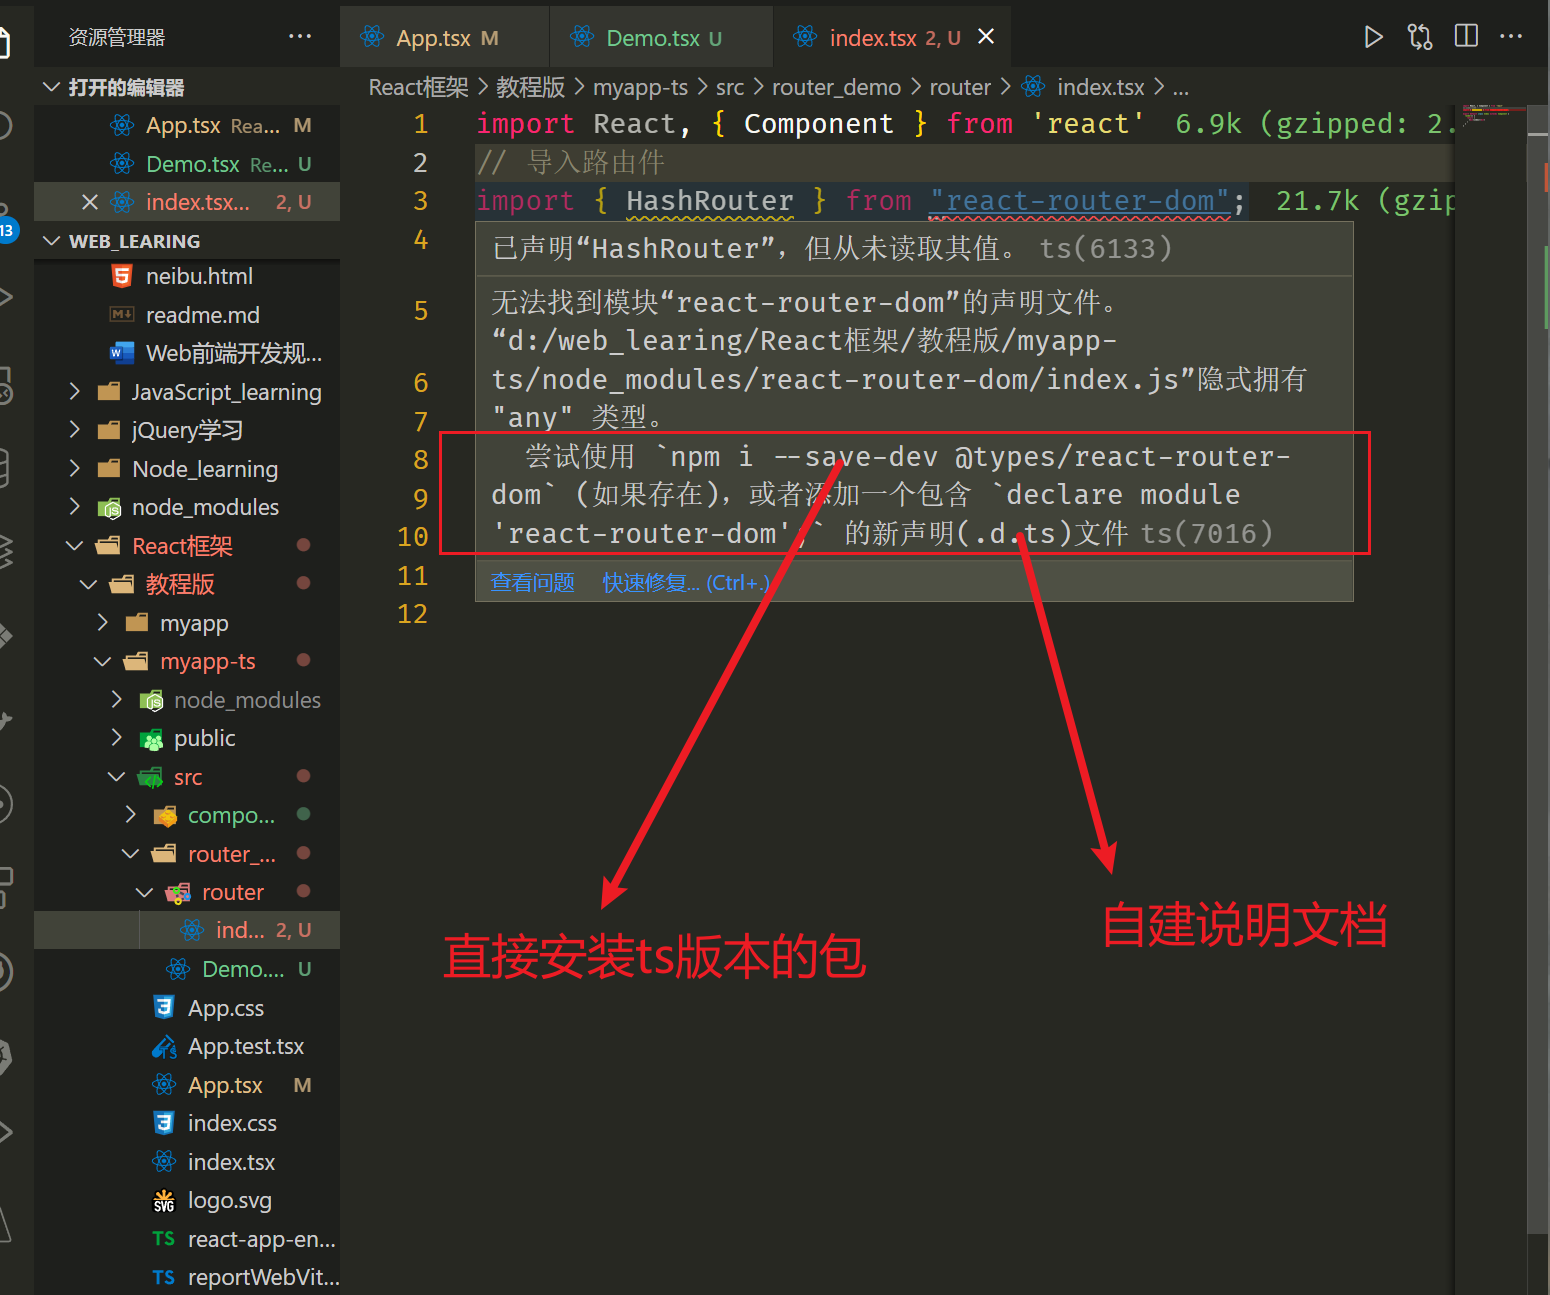 资源管理器
···
App.tsx M
Demo.tsx U
index.tsx 2, U
···
打开的编辑器
App.tsx Rea... M
Demo.tsx Re... U
index.tsx... 2, U
13
WEB_LEARING
neibu.html
readme.md
Web前端开发规...
JavaScript_learning
jQuery学习
Node_learning
node_modules
React框架
教程版
myapp
myapp-ts
node_modules
public
src
compo...
router_...
router
ind... 2, U
Demo.... U
App.css
App.test.tsx
App.tsx M
index.css
index.tsx
logo.svg
TS react-app-en...
TS reportWebVit...
React框架 > 教程版 > myapp-ts > src > router_demo > router > index.tsx > ...
1 import React, { Component } from 'react' 6.9k (gzipped: 2.
2 // 导入路由件
3 import { HashRouter } from "react-router-dom"; 21.7k (gzip
4
5
6
7
8
9
10
11
12
已声明“HashRouter”，但从未读取其值。 ts(6133)
无法找到模块“react-router-dom”的声明文件。
“d:/web_learing/React框架/教程版/myapp-
ts/node_modules/react-router-dom/index.js”隐式拥有
"any" 类型。
尝试使用 `npm i --save-dev @types/react-router-
dom` (如果存在)，或者添加一个包含 `declare module
'react-router-dom';` 的新声明(.d.ts)文件 ts(7016)
查看问题 快速修复... (Ctrl+.)
直接安装ts版本的包
自建说明文档